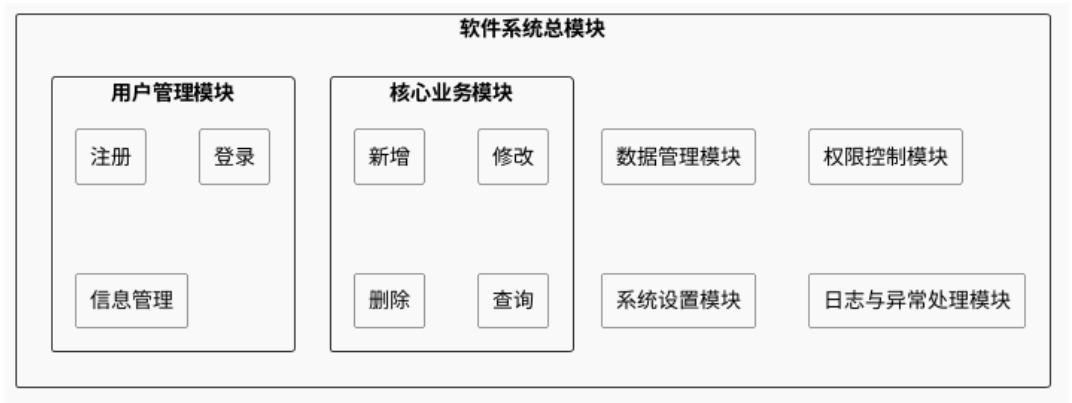 软件系统总模块
用户管理模块
核心业务模块
注册
登录
新增
修改
数据管理模块
权限控制模块
信息管理
删除
查询
系统设置模块
日志与异常处理模块